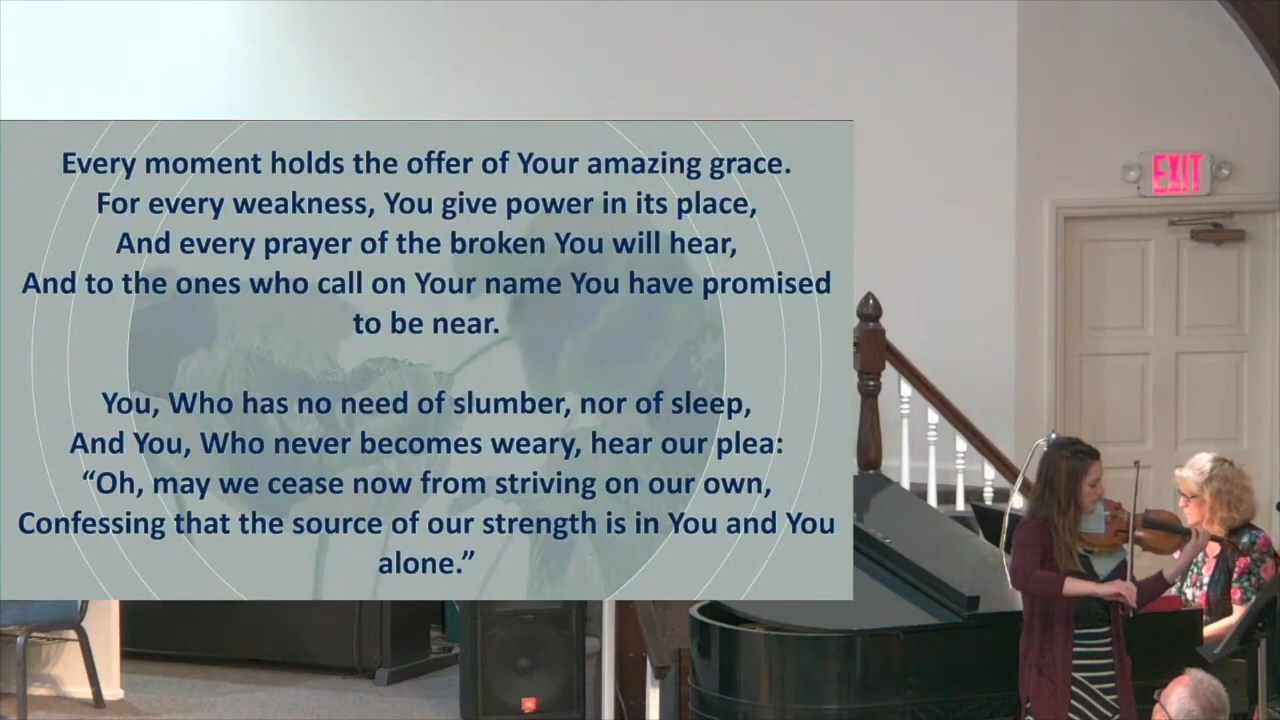 Every moment holds the offer of Your amazing grace.
For every weakness, You give power in its place,
And every prayer of the broken You will hear,
And to the ones who call on Your name You have promised
to be near.
You, Who has no need of slumber, nor of sleep,
And You, Who never becomes weary, hear our plea:
“Oh, may we cease now from striving on our own,
Confessing that the source of our strength is in You and You
alone.”
EXIT